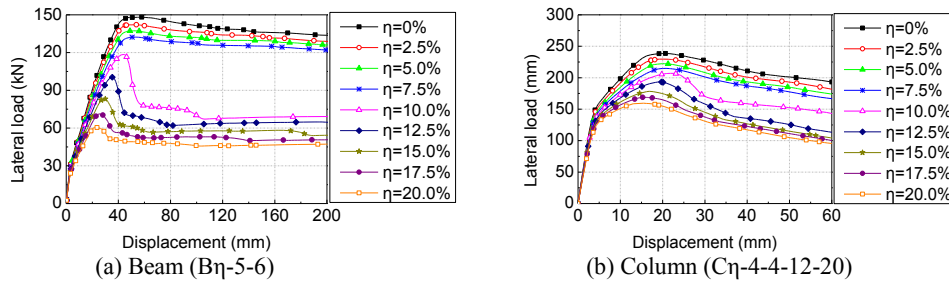 150
120
90
60
30
0
Lateral load (kN)
0 40 80 120 160 200
Displacement (mm)
η=0%
η=2.5%
η=5.0%
η=7.5%
η=10.0%
η=12.5%
η=15.0%
η=17.5%
η=20.0%
(a) Beam (Bη-5-6)
300
250
200
150
100
50
0
Lateral load (mm)
0 10 20 30 40 50 60
Displacement (mm)
η=0%
η=2.5%
η=5.0%
η=7.5%
η=10.0%
η=12.5%
η=15.0%
η=17.5%
η=20.0%
(b) Column (Cη-4-4-12-20)